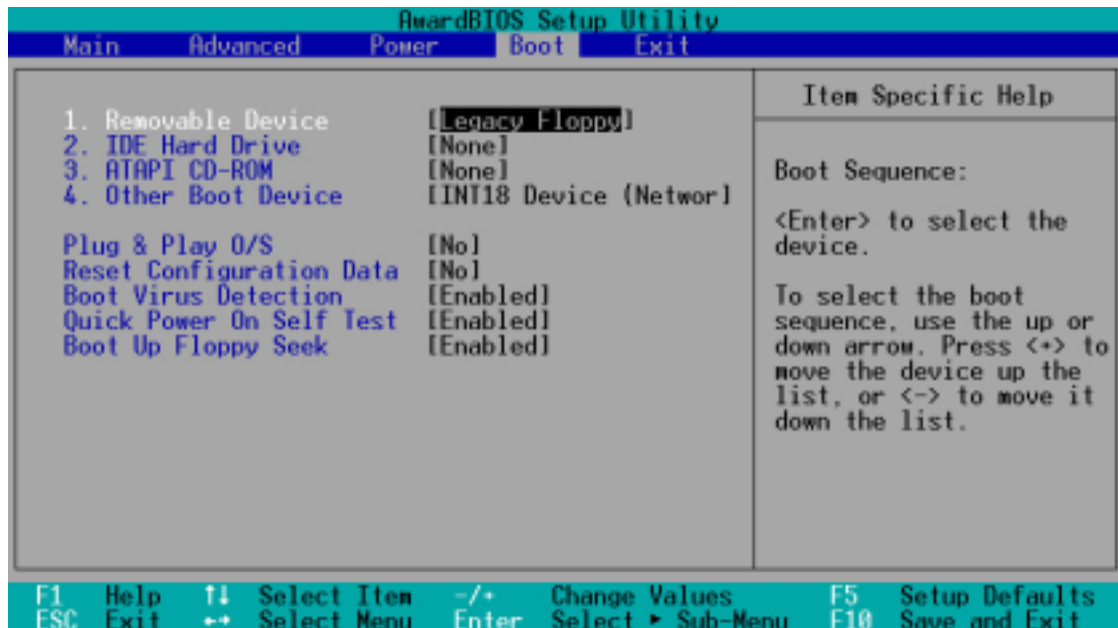 AwardBIOS Setup Utility
Main Advanced Power Boot Exit
1. Removable Device [Legacy Floppy]
2. IDE Hard Drive [None]
3. ATAPI CD-ROM [None]
4. Other Boot Device [INT18 Device (Networ]
Plug & Play O/S [No]
Reset Configuration Data [No]
Boot Virus Detection [Enabled]
Quick Power On Self Test [Enabled]
Boot Up Floppy Seek [Enabled]
Item Specific Help
Boot Sequence:
<Enter> to select the
device.
To select the boot
sequence, use the up or
down arrow. Press <+> to
move the device up the
list, or <-> to move it
down the list.
F1 Help ↑↓ Select Item -/+ Change Values F5 Setup Defaults
ESC Exit ←→ Select Menu Enter Select ► Sub-Menu F10 Save and Exit